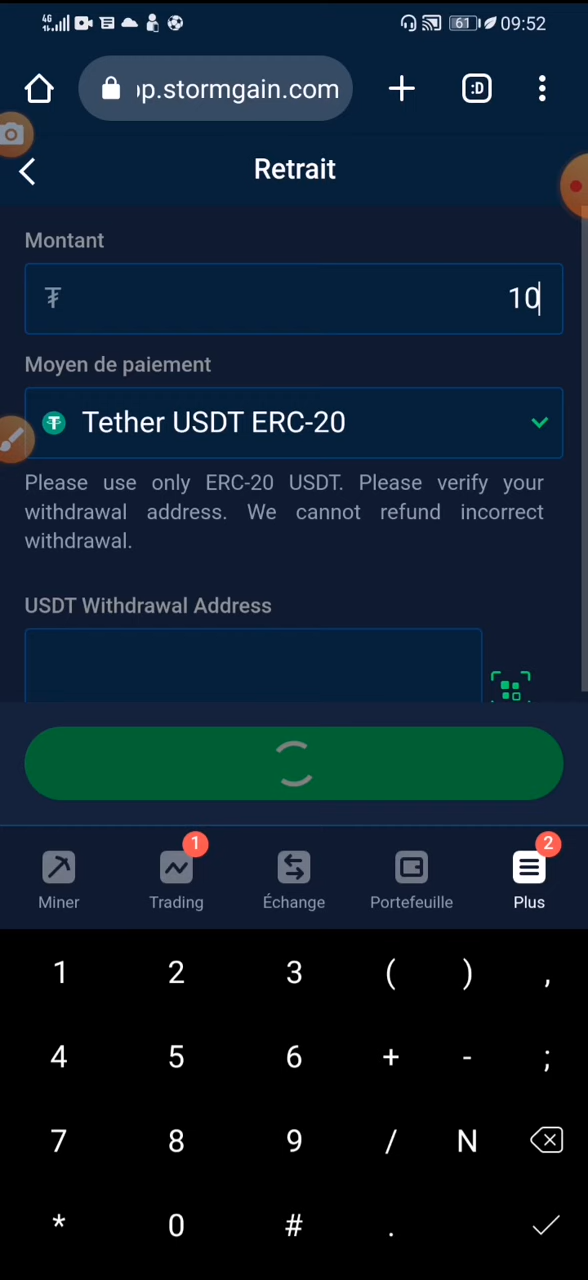 4G 61 09:52
op.stormgain.com :D
Retrait
Montant
₮ 10
Moyen de paiement
Tether USDT ERC-20
Please use only ERC-20 USDT. Please verify your
withdrawal address. We cannot refund incorrect
withdrawal.
USDT Withdrawal Address
1 2
Miner Trading Échange Portefeuille Plus
1 2 3 ( ) ,
4 5 6 + - ;
7 8 9 / N
* 0 # .